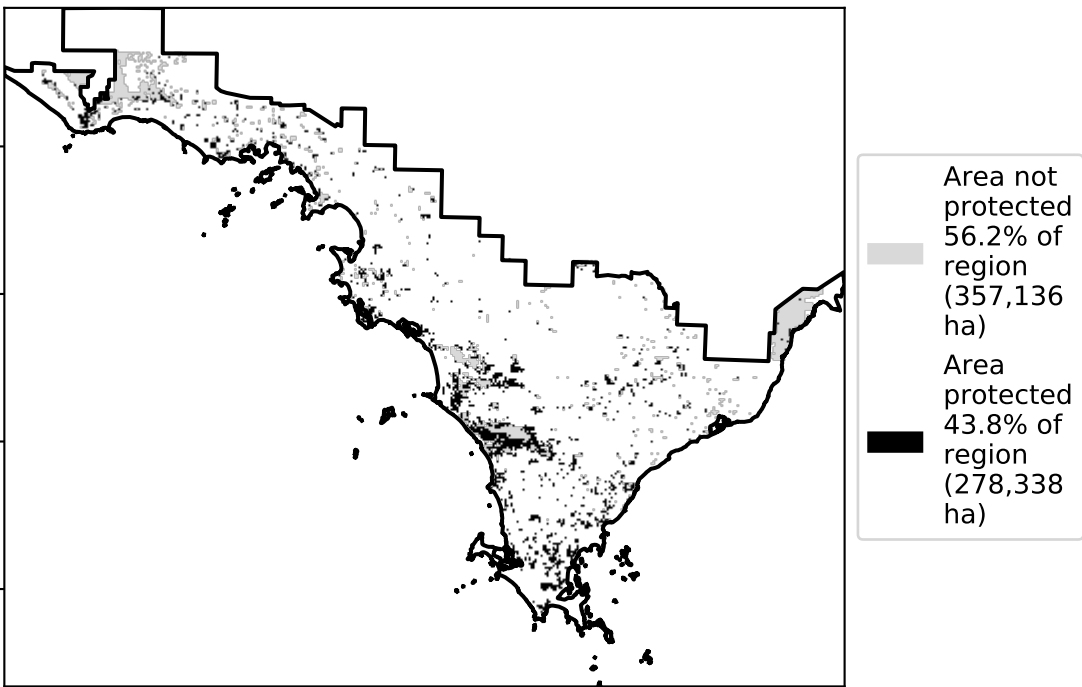 Area not
protected
56.2% of
region
(357,136
ha)
Area
protected
43.8% of
region
(278,338
ha)